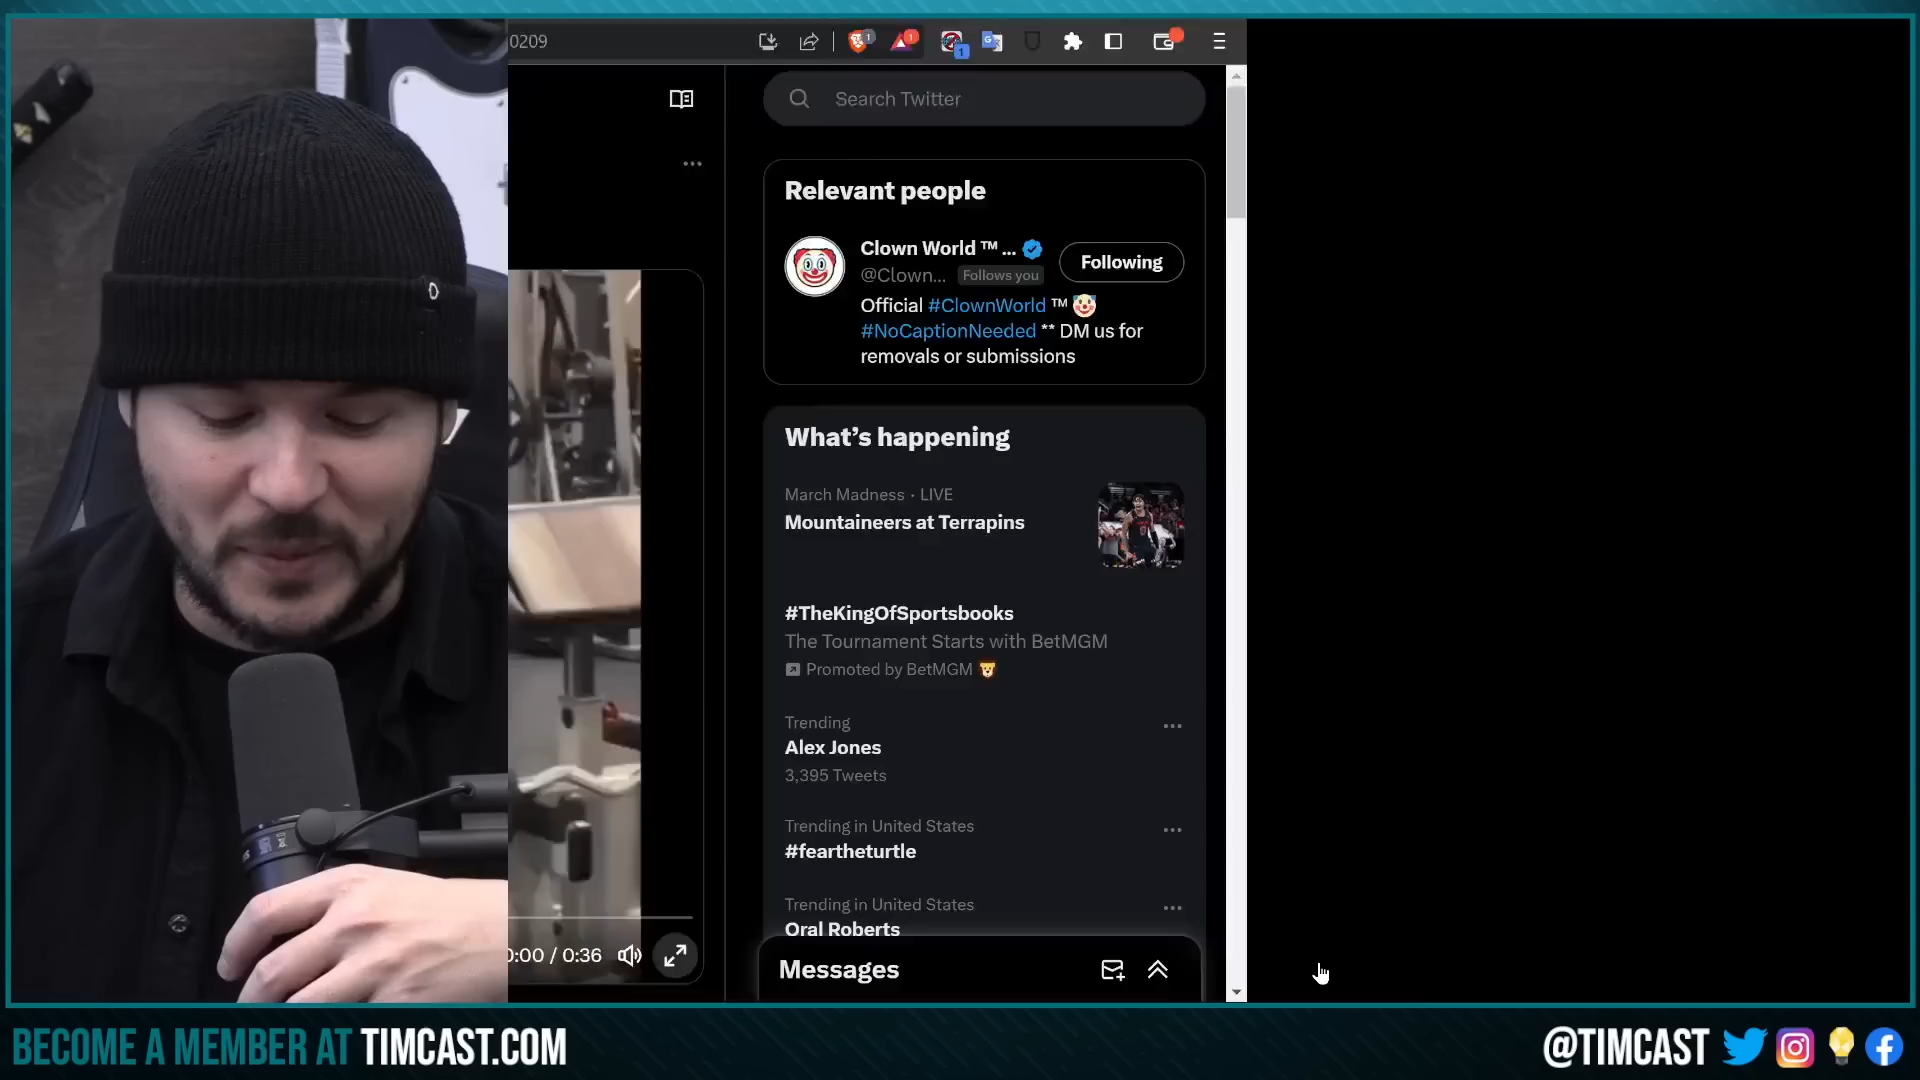 0209
Search Twitter
Relevant people
Clown World ™ ...
@Clown... Follows you
Following
Official #ClownWorld ™ 🤡
#NoCaptionNeeded ** DM us for
removals or submissions
What's happening
March Madness · LIVE
Mountaineers at Terrapins
#TheKingOfSportsbooks
The Tournament Starts with BetMGM
Promoted by BetMGM 🦁
Trending
Alex Jones
3,395 Tweets
Trending in United States
#feartheturtle
Trending in United States
Oral Roberts
0:00 / 0:36
Messages
BECOME A MEMBER AT TIMCAST.COM
@TIMCAST